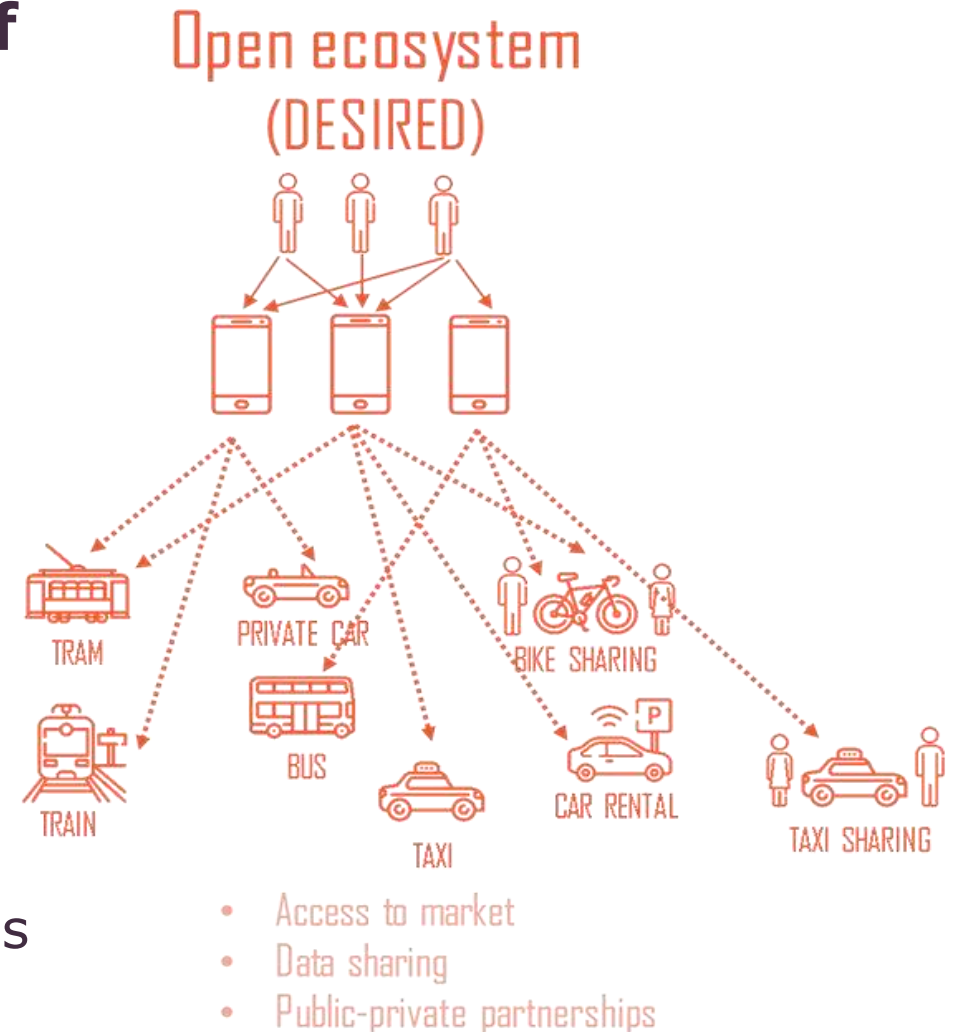 f
Open ecosystem
(DESIRED)
TRAM
PRIVATE CAR
BIKE SHARING
P
BUS
TRAIN
TAXI
CAR RENTAL
TAXI SHARING
s
• Access to market
• Data sharing
• Public-private partnerships